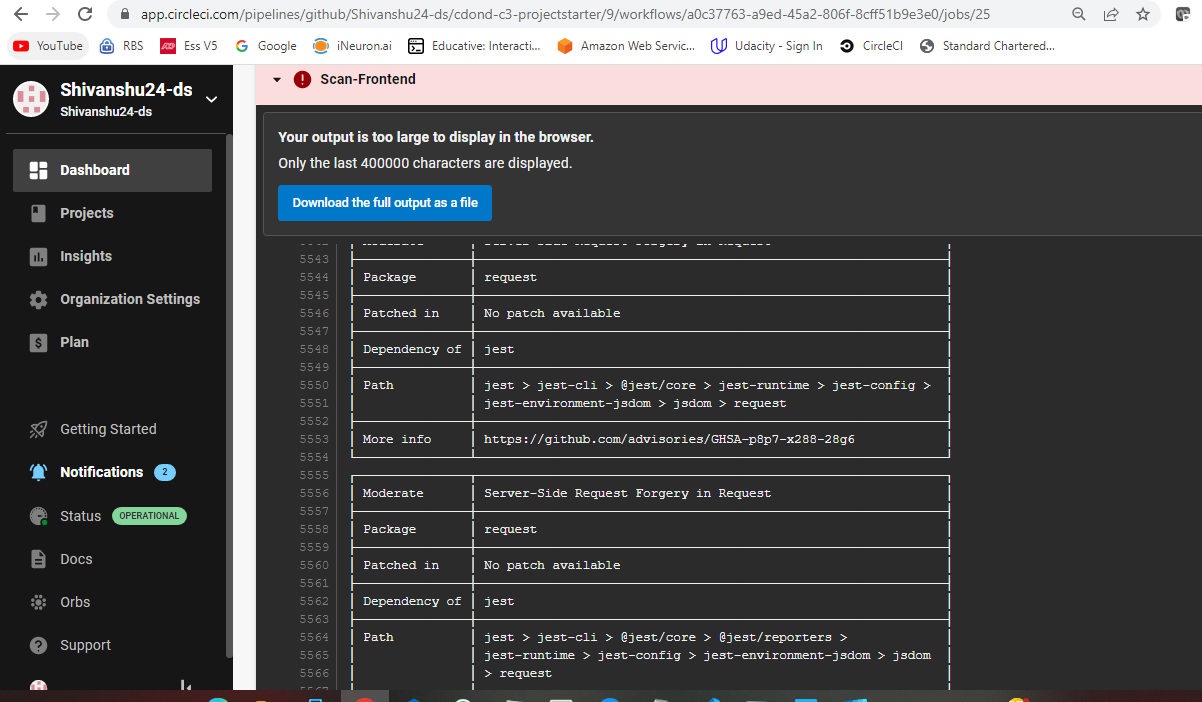 app.circleci.com/pipelines/github/Shivanshu24-ds/cdond-c3-projectstarter/9/workflows/a0c37763-a9ed-45a2-806f-8cff51b9e3e0/jobs/25
YouTube RBS Ess V5 Google iNeuron.ai Educative: Interacti... Amazon Web Servic... Udacity - Sign In CircleCI Standard Chartered...
Shivanshu24-ds
Shivanshu24-ds
Dashboard
Projects
Insights
Organization Settings
Plan
Getting Started
Notifications 2
Status OPERATIONAL
Docs
Orbs
Support
Scan-Frontend
Your output is too large to display in the browser.
Only the last 400000 characters are displayed.
Download the full output as a file
5543
5544 Package request
5545
5546 Patched in No patch available
5547
5548 Dependency of jest
5549
5550 Path jest > jest-cli > @jest/core > jest-runtime > jest-config >
5551 jest-environment-jsdom > jsdom > request
5552
5553 More info https://github.com/advisories/GHSA-p8p7-x288-28g6
5554
5555
5556 Moderate Server-Side Request Forgery in Request
5557
5558 Package request
5559
5560 Patched in No patch available
5561
5562 Dependency of jest
5563
5564 Path jest > jest-cli > @jest/core > @jest/reporters >
5565 jest-runtime > jest-config > jest-environment-jsdom > jsdom
5566 > request